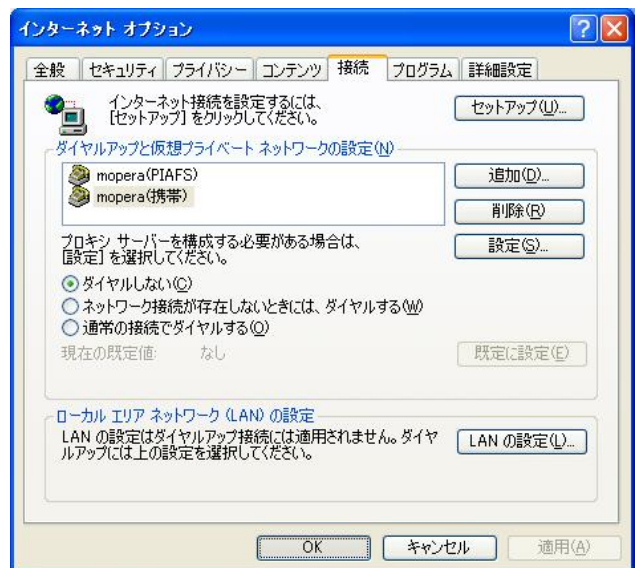 インターネット オプション
全般 セキュリティ プライバシー コンテンツ 接続 プログラム 詳細設定
インターネット接続を設定するには、
[セットアップ] をクリックしてください。
セットアップ(U)...
ダイヤルアップと仮想プライベート ネットワークの設定(N)
mopera(PIAFS)
mopera(携帯)
追加(D)...
削除(R)
プロキシ サーバーを構成する必要がある場合は、
[設定] を選択してください。
設定(S)...
ダイヤルしない(C)
ネットワーク接続が存在しないときには、ダイヤルする(W)
通常の接続でダイヤルする(O)
現在の既定値: なし
既定に設定(E)
ローカル エリア ネットワーク (LAN) の設定
LAN の設定はダイヤルアップ接続には適用されません。ダイヤ
ルアップには上の設定を選択してください。
LAN の設定(L)...
OK キャンセル 適用(A)